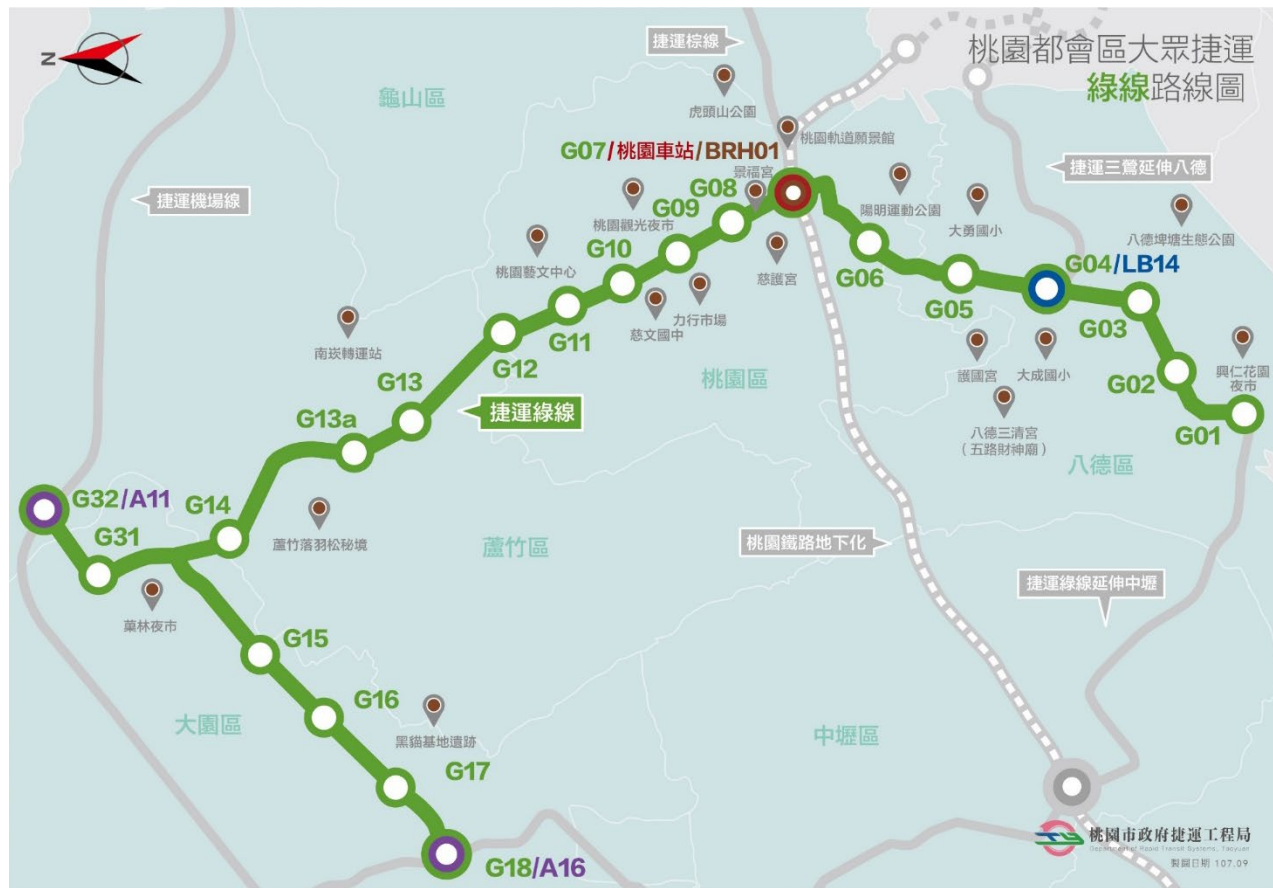 桃園都會區大眾捷運
綠線路線圖
N
捷運棕線
龜山區
虎頭山公園
桃園軌道願景館
G07/桃園車站/BRH01
景福宮
捷運三鶯延伸八德
捷運機場線
G08
桃園觀光夜市
G09
陽明運動公園
大勇國小
八德埤塘生態公園
桃園藝文中心
G10
慈護宮
G06
G04/LB14
G05
G03
南崁轉運站
G11
慈文國中
力行市場
G12
護國宮
大成國小
G02
興仁花園
夜市
桃園區
G13
捷運綠線
G13a
八德三清宮
(五路財神廟)
G01
八德區
G32/A11
G14
蘆竹落羽松秘境
蘆竹區
桃園鐵路地下化
G31
菓林夜市
捷運綠線延伸中壢
G15
大園區
G16
黑貓基地遺跡
中壢區
G17
G18/A16
桃園市政府捷運工程局
Department of Rapid Transit Systems, Taoyuan
製圖日期 107.09